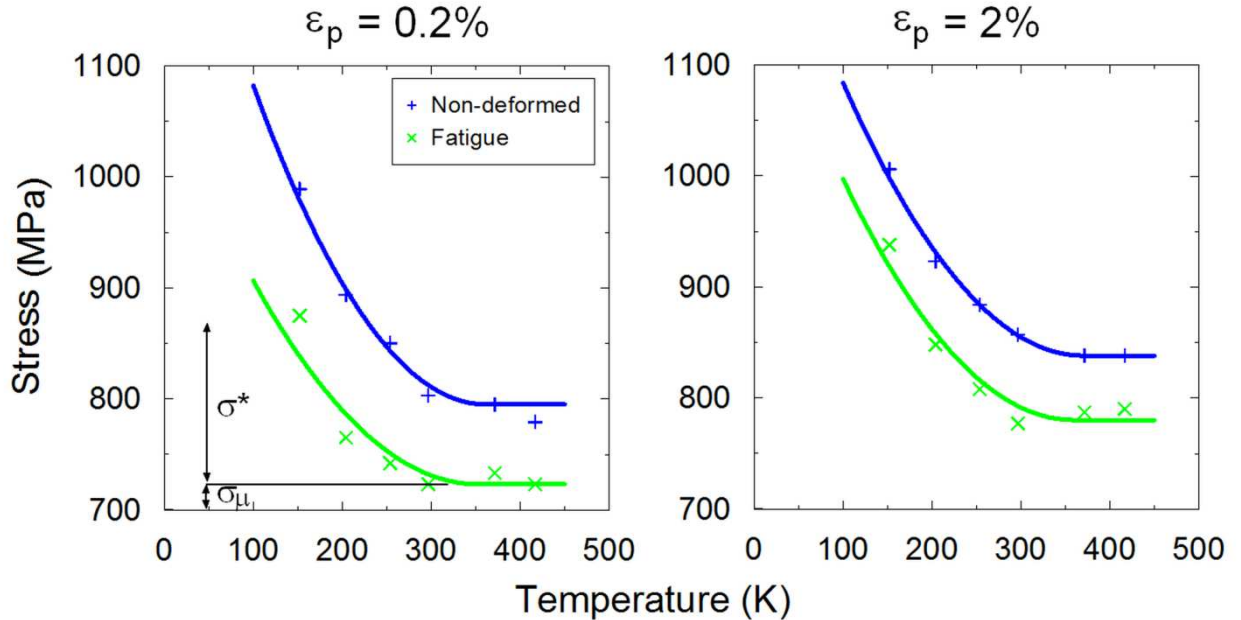 εp = 0.2%
εp = 2%
Stress (MPa)
1100
1000
900
800
700
Non-deformed
Fatigue
σ*
σμ
0
100
200
300
400
500
1100
1000
900
800
700
0
100
200
300
400
500
Temperature (K)